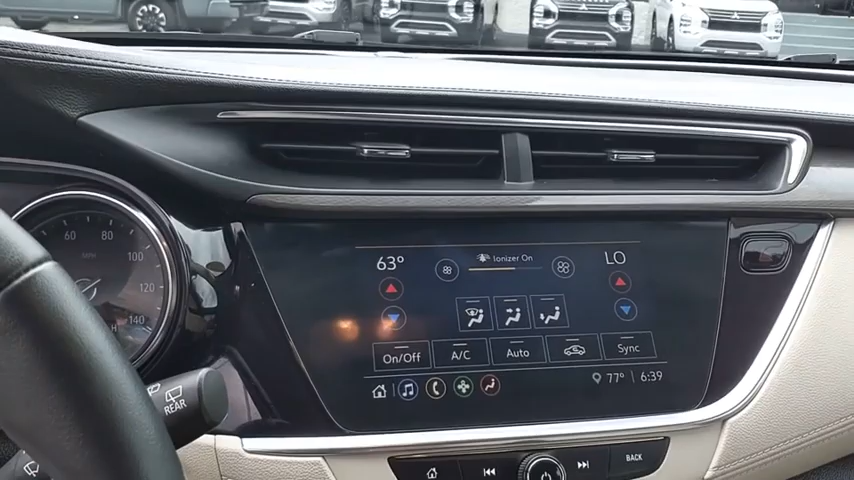 Ionizer On
63° LO
60 80 100
MPH
120
140
On/Off A/C Auto Sync
77° 6:39
REAR
BACK